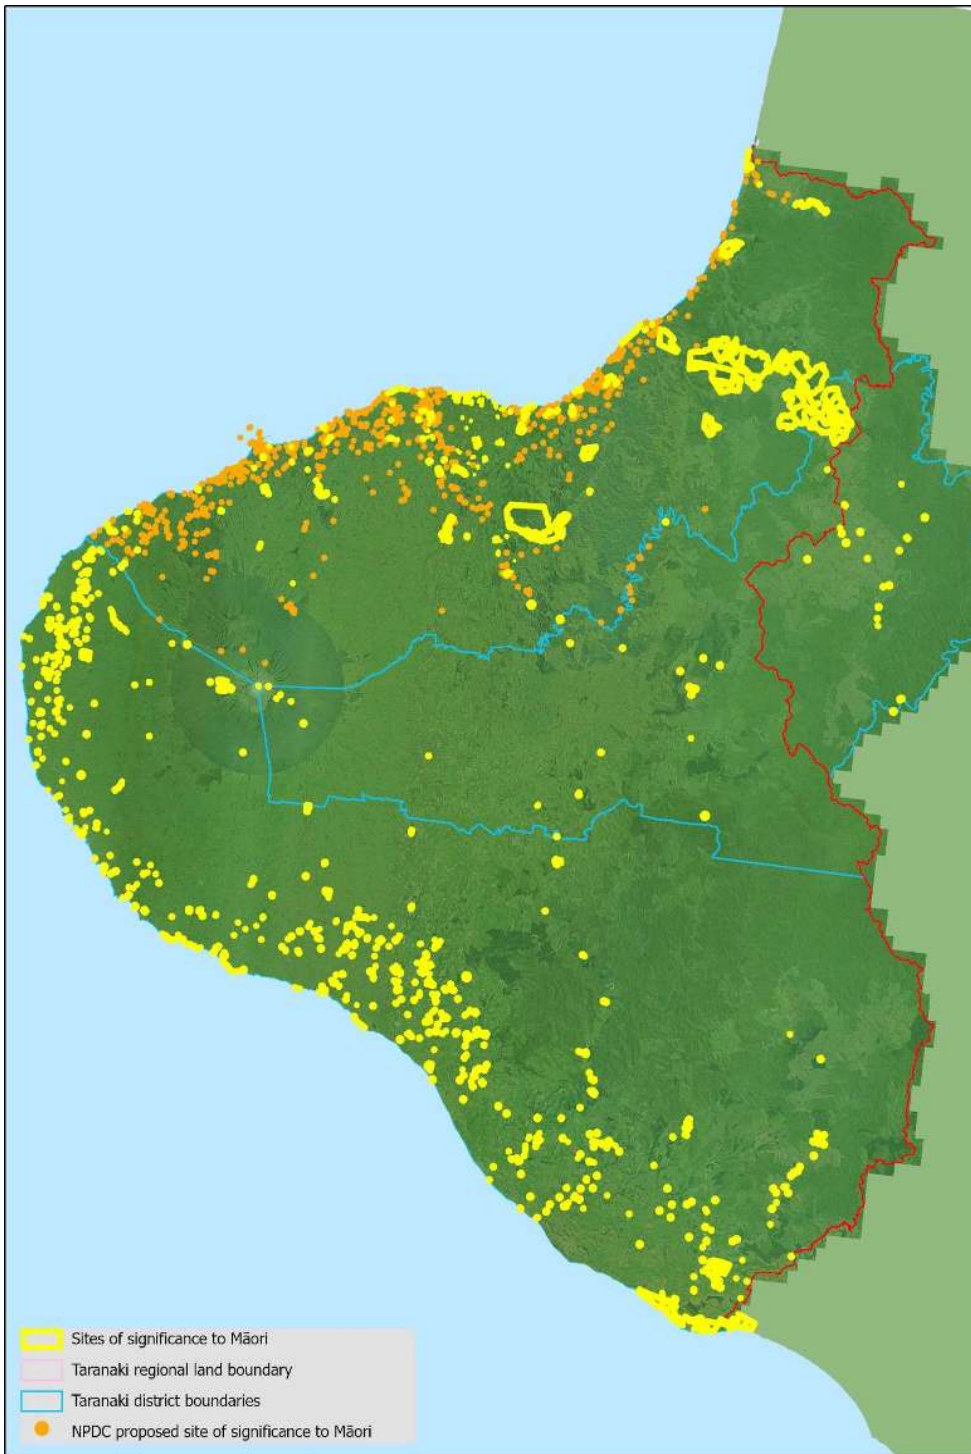 Sites of significance to Māori
Taranaki regional land boundary
Taranaki district boundaries
NPDC proposed site of significance to Māori